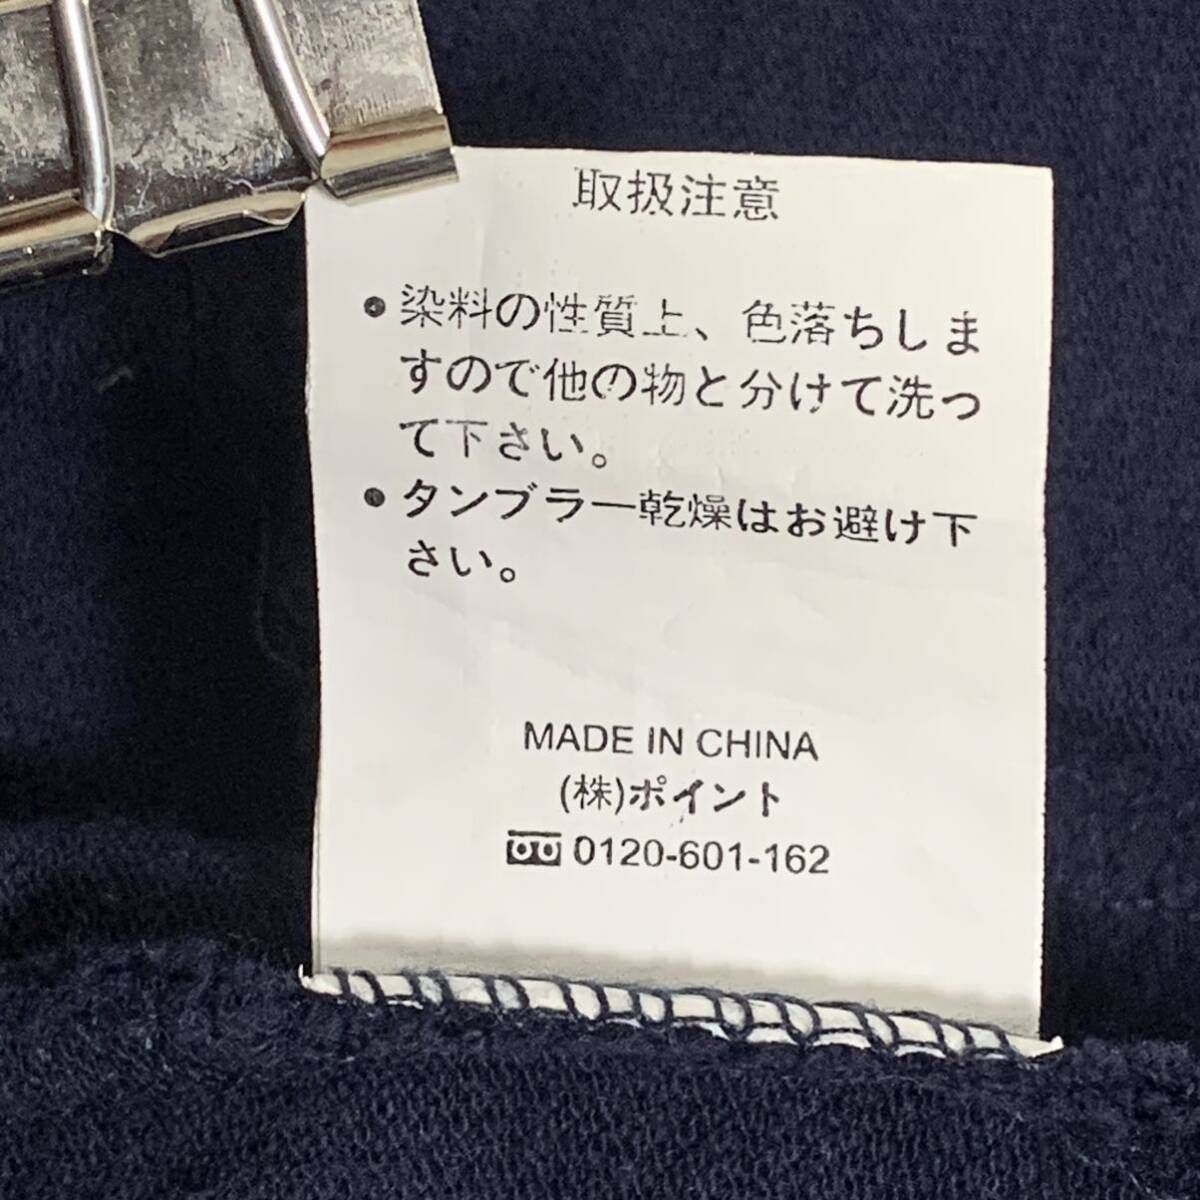 取扱注意
●染料の性質上、色落ちしま
すので他の物と分けて洗っ
て下さい。
●タンブラー乾燥はお避け下
さい。
MADE IN CHINA
(株)ポイント
0120-601-162